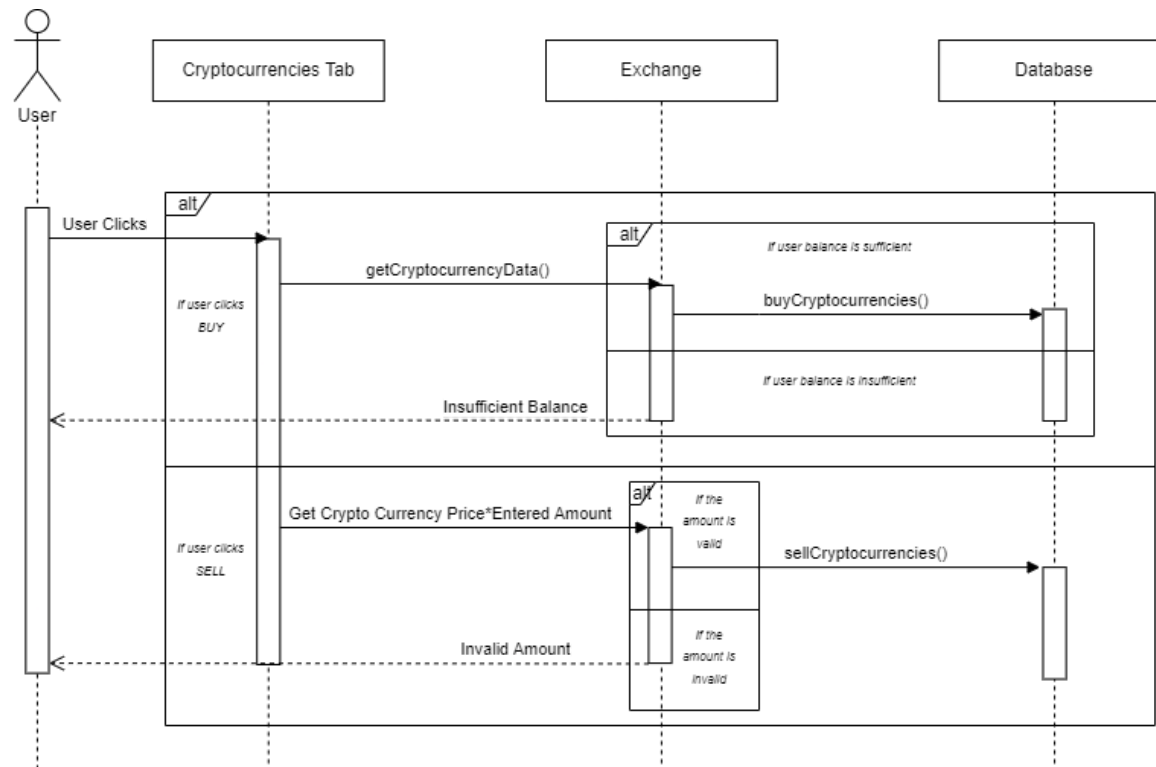 User
Cryptocurrencies Tab
Exchange
Database
alt
User Clicks
alt
If user balance is sufficient
getCryptocurrencyData()
If user clicks
BUY
buyCryptocurrencies()
If user balance is insufficient
Insufficient Balance
alt
If the
amount is
valid
Get Crypto Currency Price*Entered Amount
If user clicks
SELL
sellCryptocurrencies()
Invalid Amount
If the
amount is
invalid